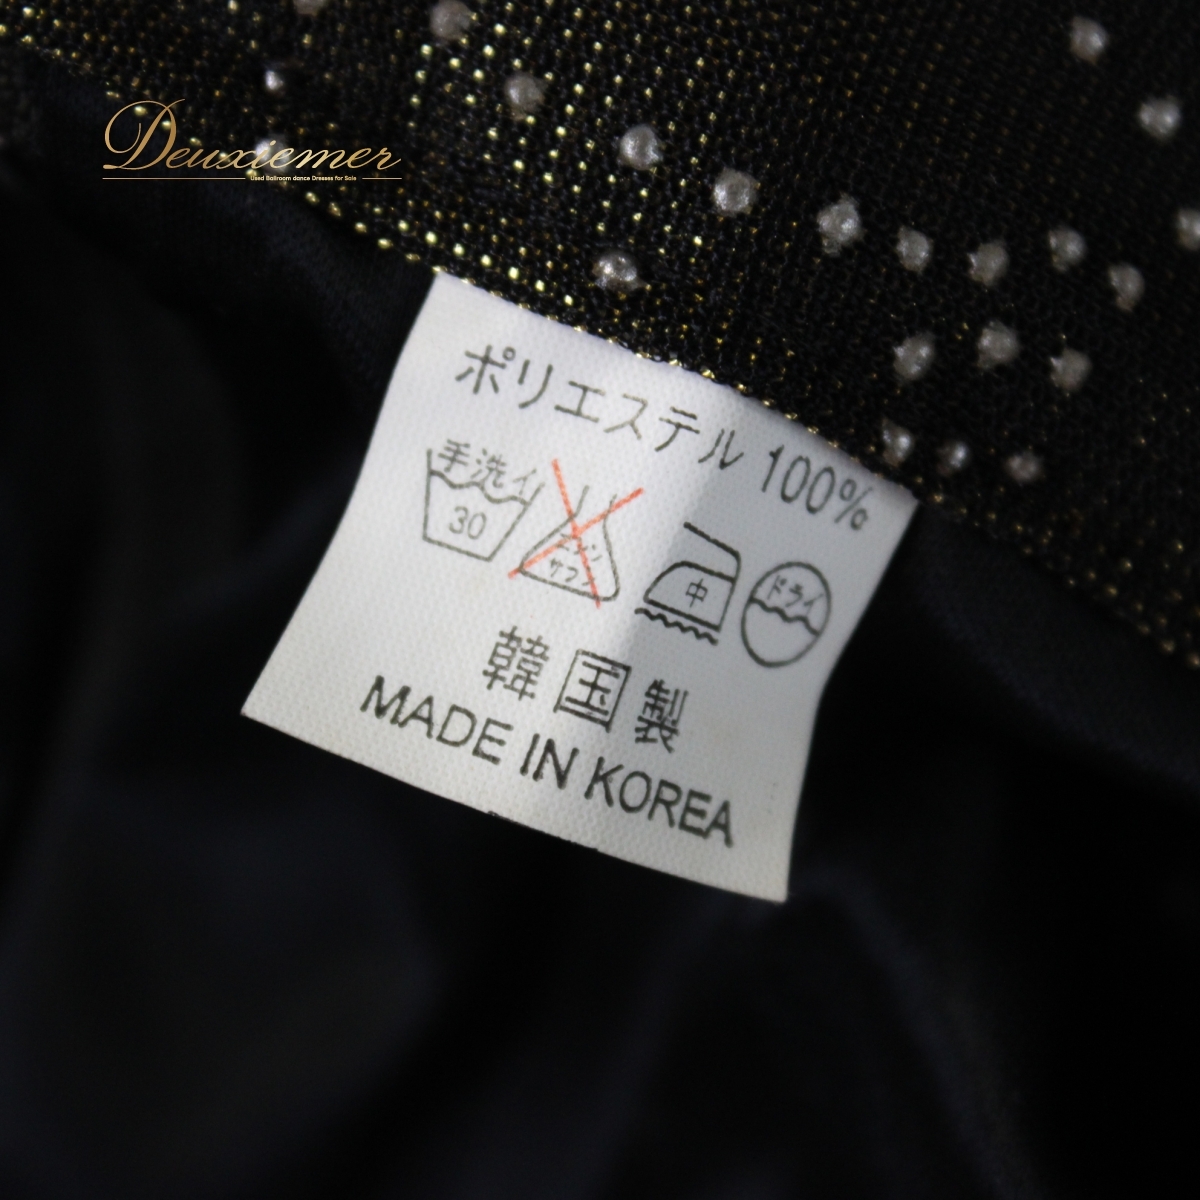 Deuxiemer
Used Ballroom dance Dresses for Sale
ポリエステル 100%
手洗イ
30
エンソ
サラシ
中
ドライ
韓国製
MADE IN KOREA